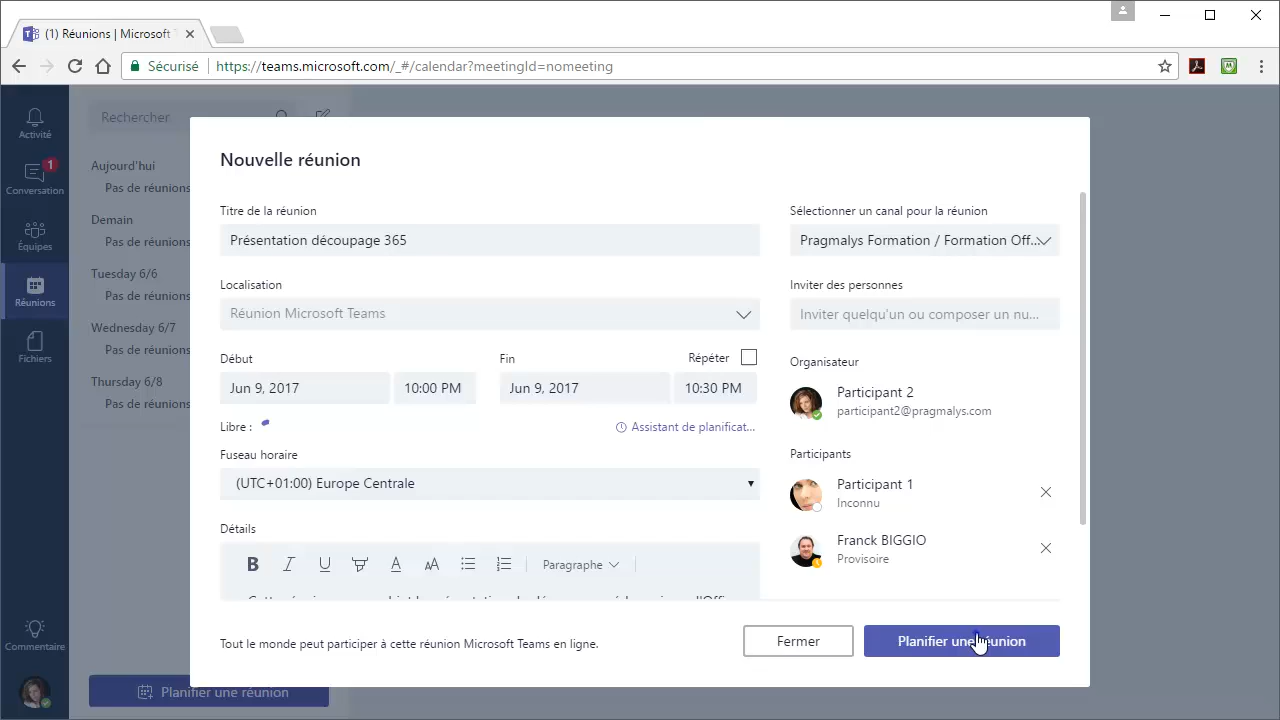 (1) Réunions | Microsoft
Sécurisé
https://teams.microsoft.com/_#/calendar?meetingId=nomeeting
Activité
1
Conversation
Équipes
Réunions
Fichiers
Commentaire
Rechercher
Aujourd'hui
Pas de réunions
Demain
Pas de réunions
Tuesday 6/6
Pas de réunions
Wednesday 6/7
Pas de réunions
Thursday 6/8
Pas de réunions
Planifier une réunion
Nouvelle réunion
Titre de la réunion
Présentation découpage 365
Localisation
Réunion Microsoft Teams
Début
Fin
Répéter
Jun 9, 2017
10:00 PM
Jun 9, 2017
10:30 PM
Libre :
Assistant de planificat...
Fuseau horaire
(UTC+01:00) Europe Centrale
Détails
B I U A AA Paragraphe
Sélectionner un canal pour la réunion
Pragmalys Formation / Formation Off...
Inviter des personnes
Inviter quelqu'un ou composer un nu...
Organisateur
Participant 2
participant2@pragmalys.com
Participants
Participant 1
Inconnu
Franck BIGGIO
Provisoire
Tout le monde peut participer à cette réunion Microsoft Teams en ligne.
Fermer
Planifier une réunion